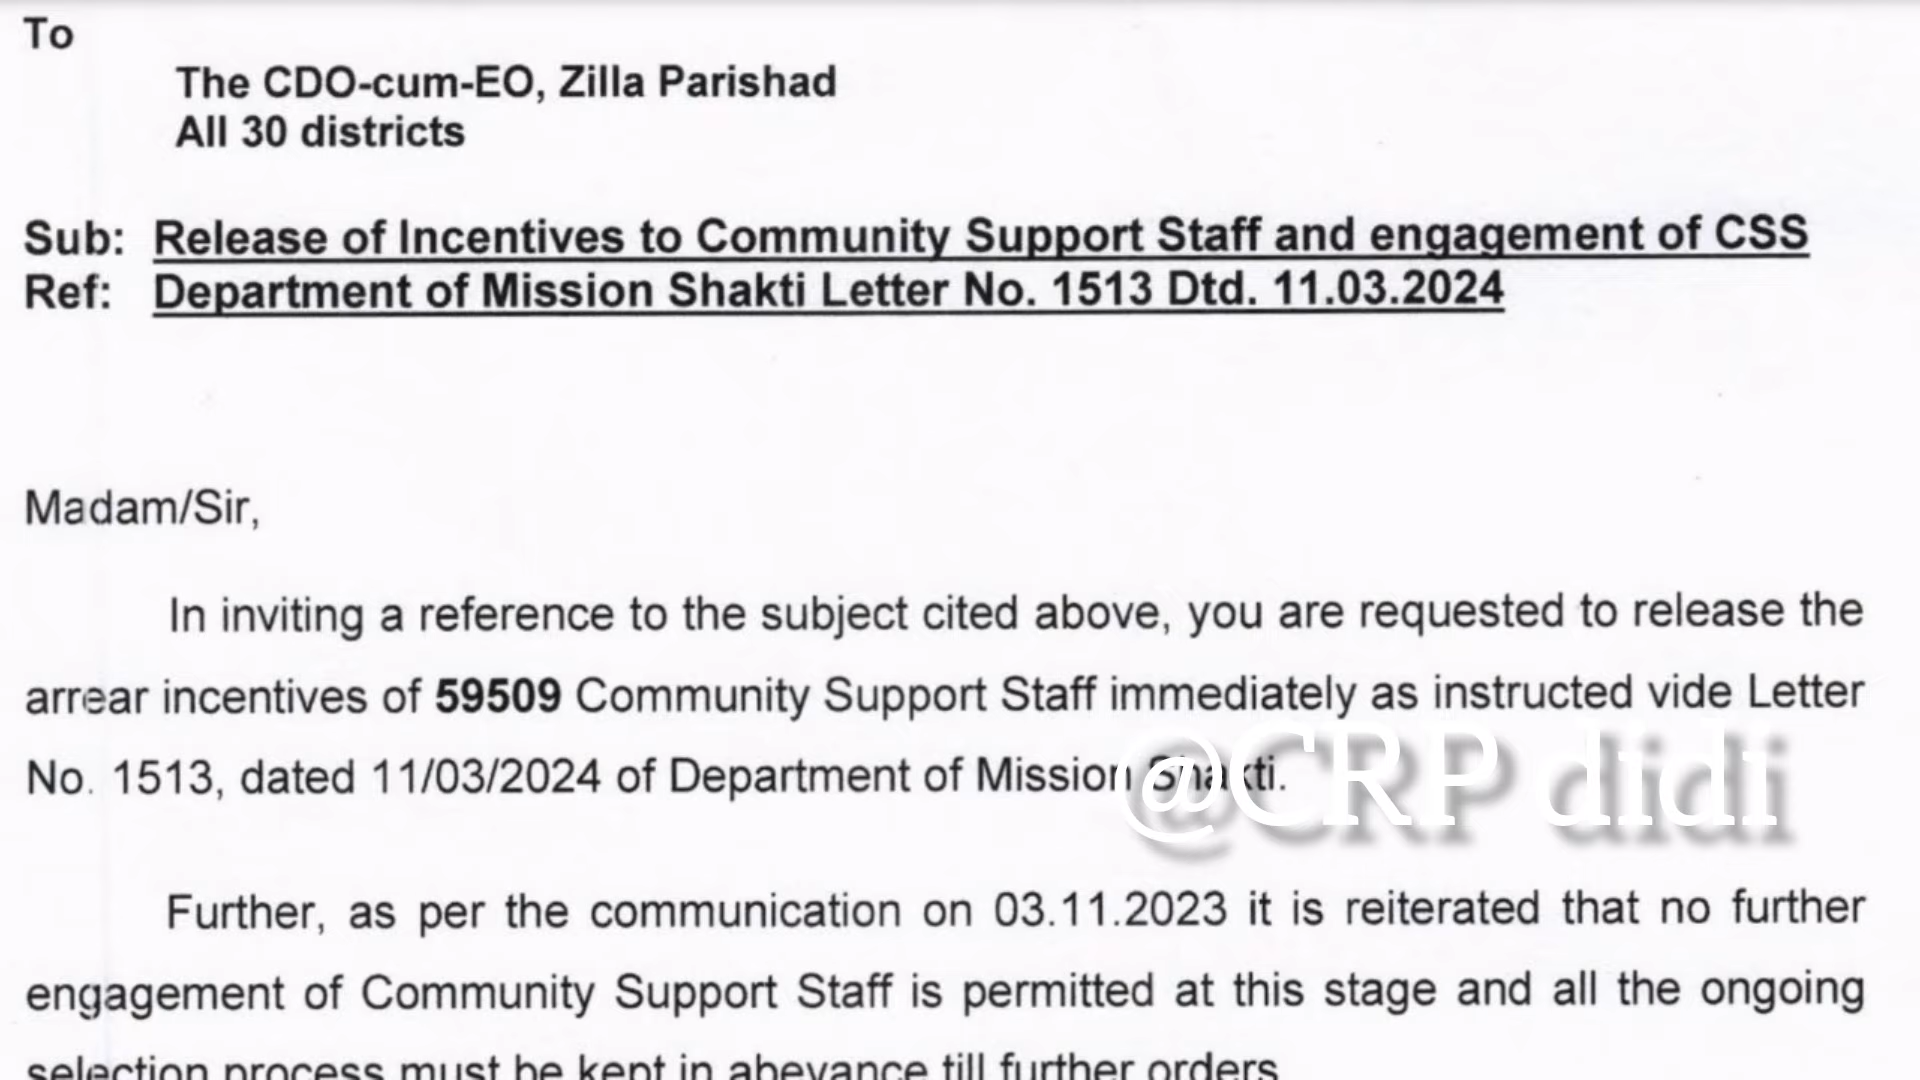 To
The CDO-cum-EO, Zilla Parishad
All 30 districts
Sub: Release of Incentives to Community Support Staff and engagement of CSS
Ref: Department of Mission Shakti Letter No. 1513 Dtd. 11.03.2024
Madam/Sir,
In inviting a reference to the subject cited above, you are requested to release the
arrear incentives of 59509 Community Support Staff immediately as instructed vide Letter
No. 1513, dated 11/03/2024 of Department of Mission Shakti.
@CRP didi
Further, as per the communication on 03.11.2023 it is reiterated that no further
engagement of Community Support Staff is permitted at this stage and all the ongoing
selection process must be kept in abeyance till further orders.